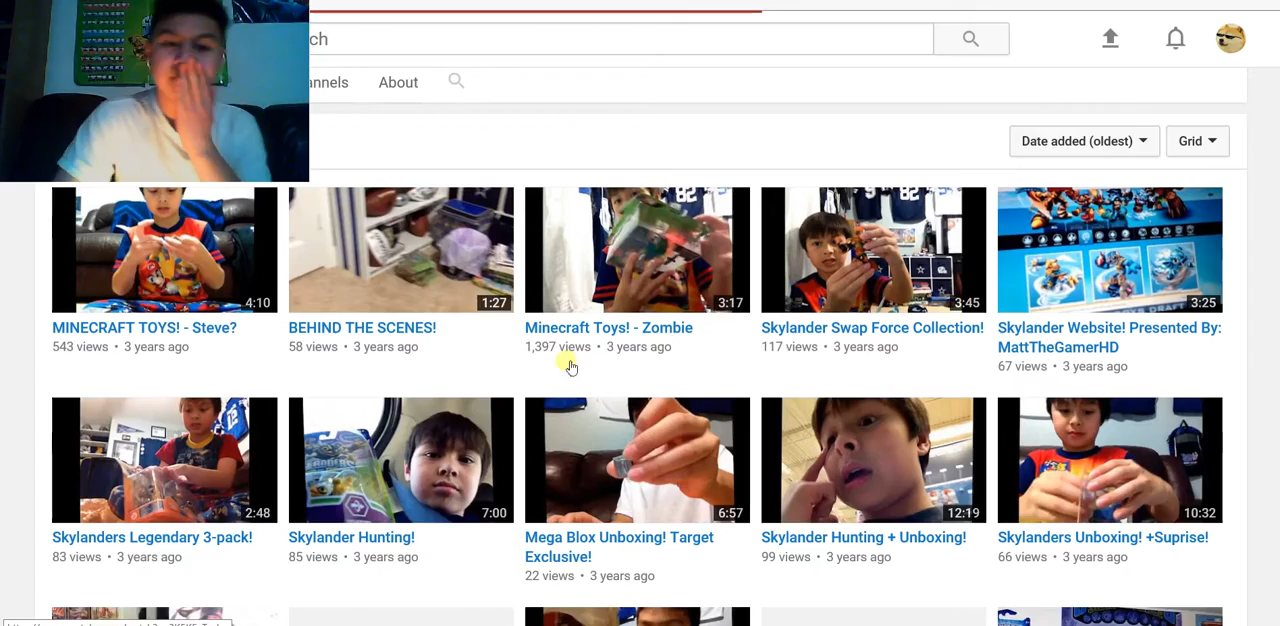 ch
annels
About
Date added (oldest)
Grid
4:10
1:27
3:17
3:45
3:25
MINECRAFT TOYS! - Steve?
543 views • 3 years ago
BEHIND THE SCENES!
58 views • 3 years ago
Minecraft Toys! - Zombie
1,397 views • 3 years ago
Skylander Swap Force Collection!
117 views • 3 years ago
Skylander Website! Presented By:
MattTheGamerHD
67 views • 3 years ago
2:48
7:00
6:57
12:19
10:32
Skylanders Legendary 3-pack!
83 views • 3 years ago
Skylander Hunting!
85 views • 3 years ago
Mega Blox Unboxing! Target
Exclusive!
22 views • 3 years ago
Skylander Hunting + Unboxing!
99 views • 3 years ago
Skylanders Unboxing! +Suprise!
66 views • 3 years ago